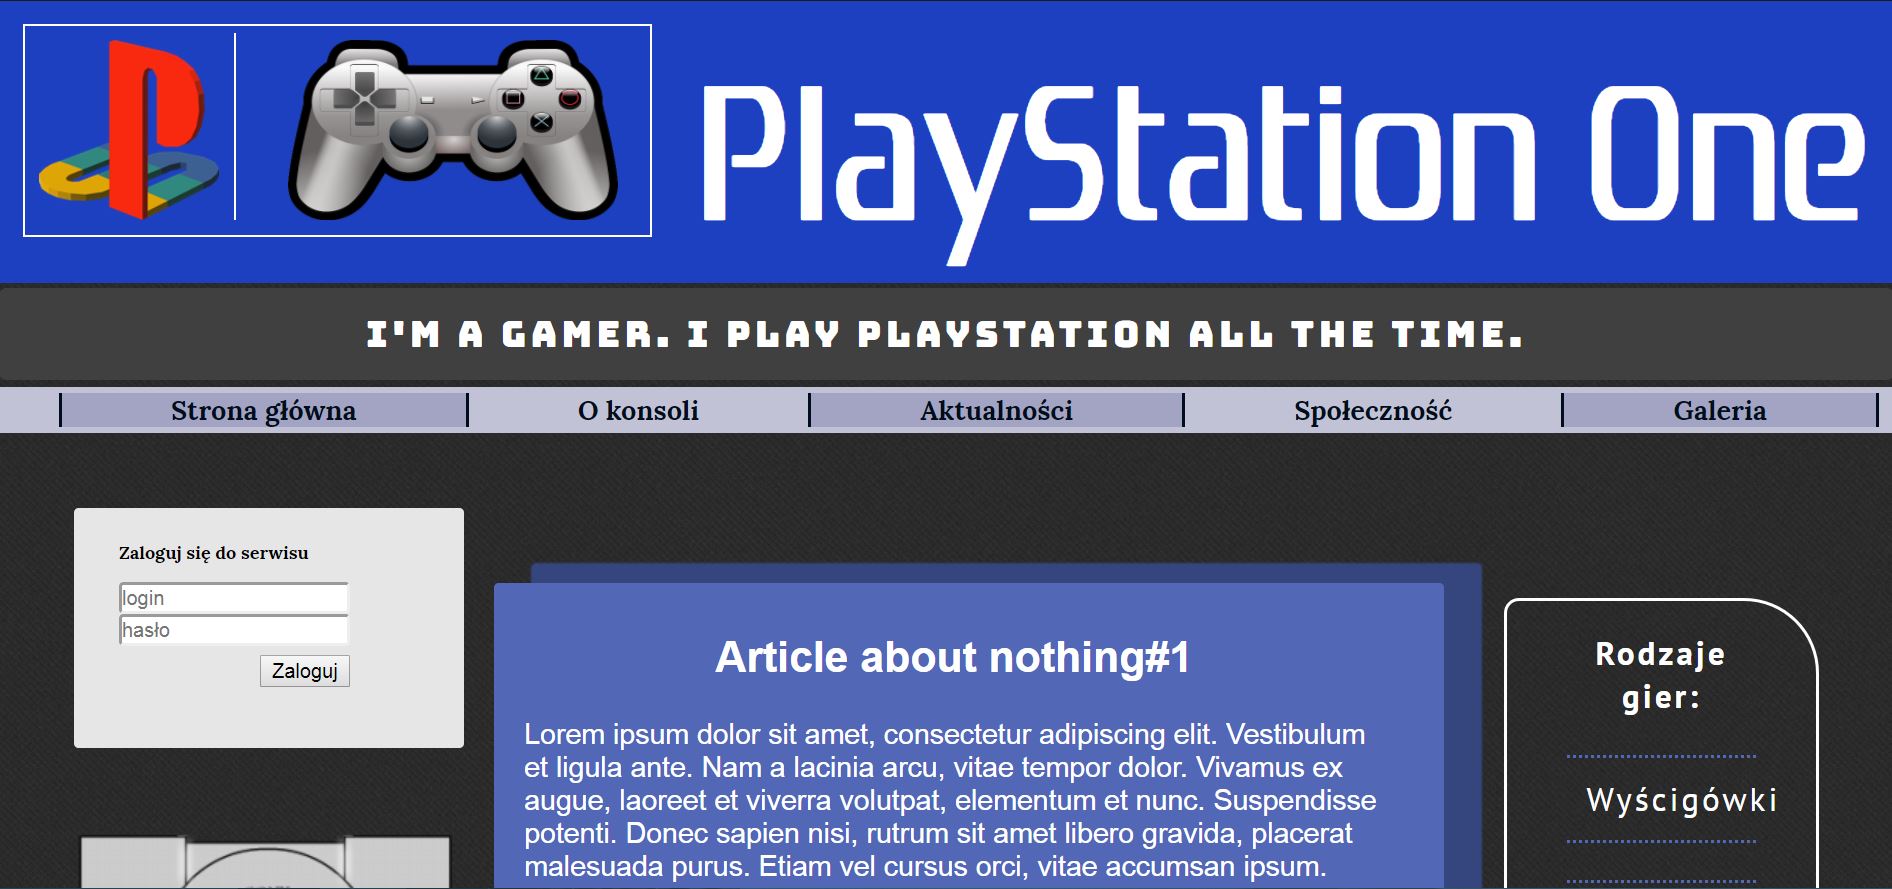 PlayStation One
I'M A GAMER. I PLAY PLAYSTATION ALL THE TIME.
Strona główna
O konsoli
Aktualności
Społeczność
Galeria
Zaloguj się do serwisu
login
hasło
Zaloguj
Article about nothing#1
Lorem ipsum dolor sit amet, consectetur adipiscing elit. Vestibulum
et ligula ante. Nam a lacinia arcu, vitae tempor dolor. Vivamus ex
augue, laoreet et viverra volutpat, elementum et nunc. Suspendisse
potenti. Donec sapien nisi, rutrum sit amet libero gravida, placerat
malesuada purus. Etiam vel cursus orci, vitae accumsan ipsum.
Rodzaje
gier:
Wyścigówki